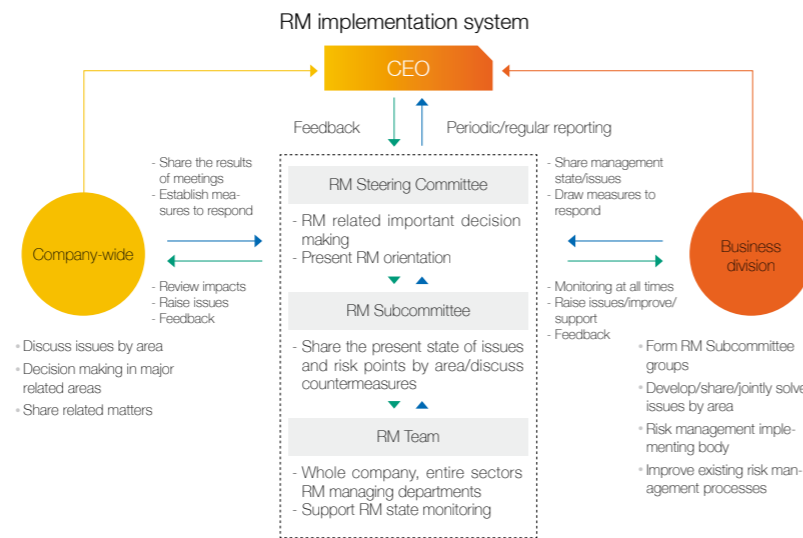 RM implementation system
CEO
Feedback
Periodic/regular reporting
- Share the results
of meetings
- Establish mea-
sures to respond
Company-wide
- Review impacts
- Raise issues
- Feedback
• Discuss issues by area
• Decision making in major
related areas
• Share related matters
RM Steering Committee
- RM related important decision
making
- Present RM orientation
RM Subcommittee
- Share the present state of issues
and risk points by area/discuss
countermeasures
RM Team
- Whole company, entire sectors
RM managing departments
- Support RM state monitoring
- Share management
state/issues
- Draw measures to
respond
Business
division
- Monitoring at all times
- Raise issues/improve/
support
- Feedback
• Form RM Subcommittee
groups
• Develop/share/jointly solve
issues by area
• Risk management imple-
menting body
• Improve existing risk man-
agement processes